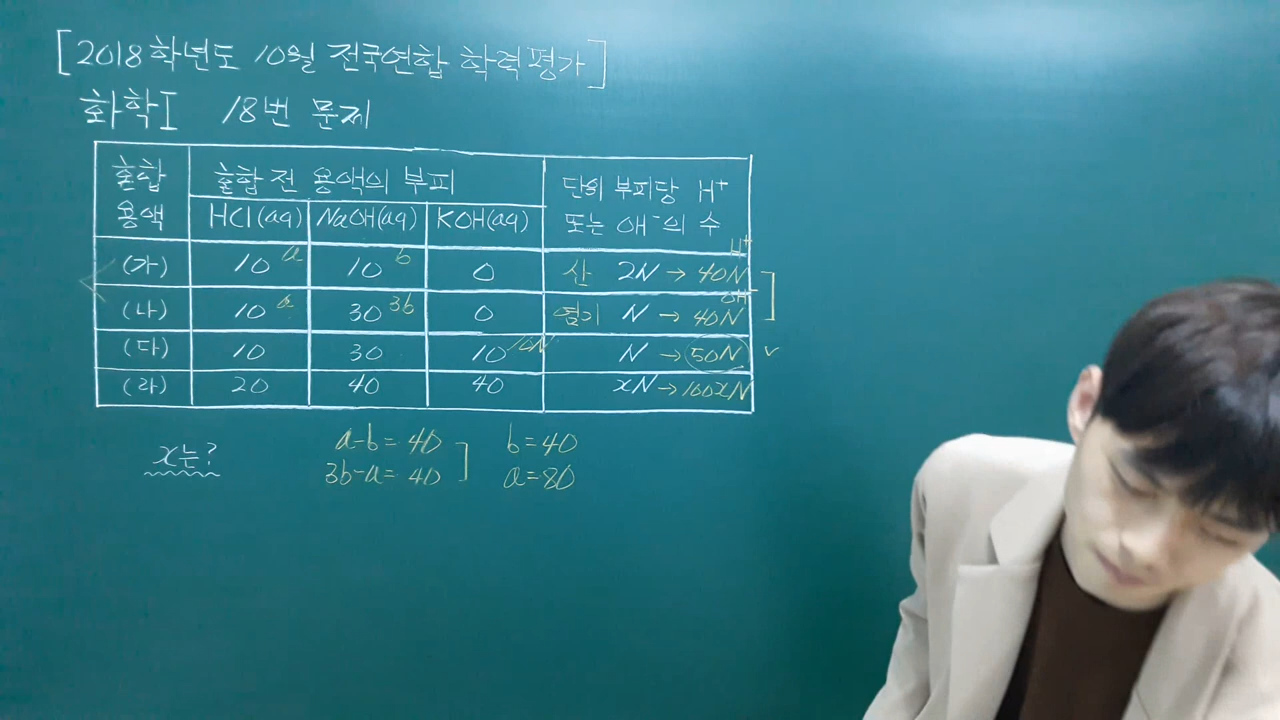 [2018학년도 10월 전국연합 학력평가]
화학I 18번 문제
혼합 용액 혼합 전 용액의 부피 단위 부피당 H⁺ 또는 OH⁻의 수
HCl(aq) NaOH(aq) KOH(aq)
H⁺
(가) 10 a 10 b 0 산 2N → 40N
OH⁻
(나) 10 a 30 3b 0 염기 N → 40N
(다) 10 30 10 10N N → 50N ✓
(라) 20 40 40 xN → 100xN
x는? a-b=40 b=40
3b-a=40 a=80